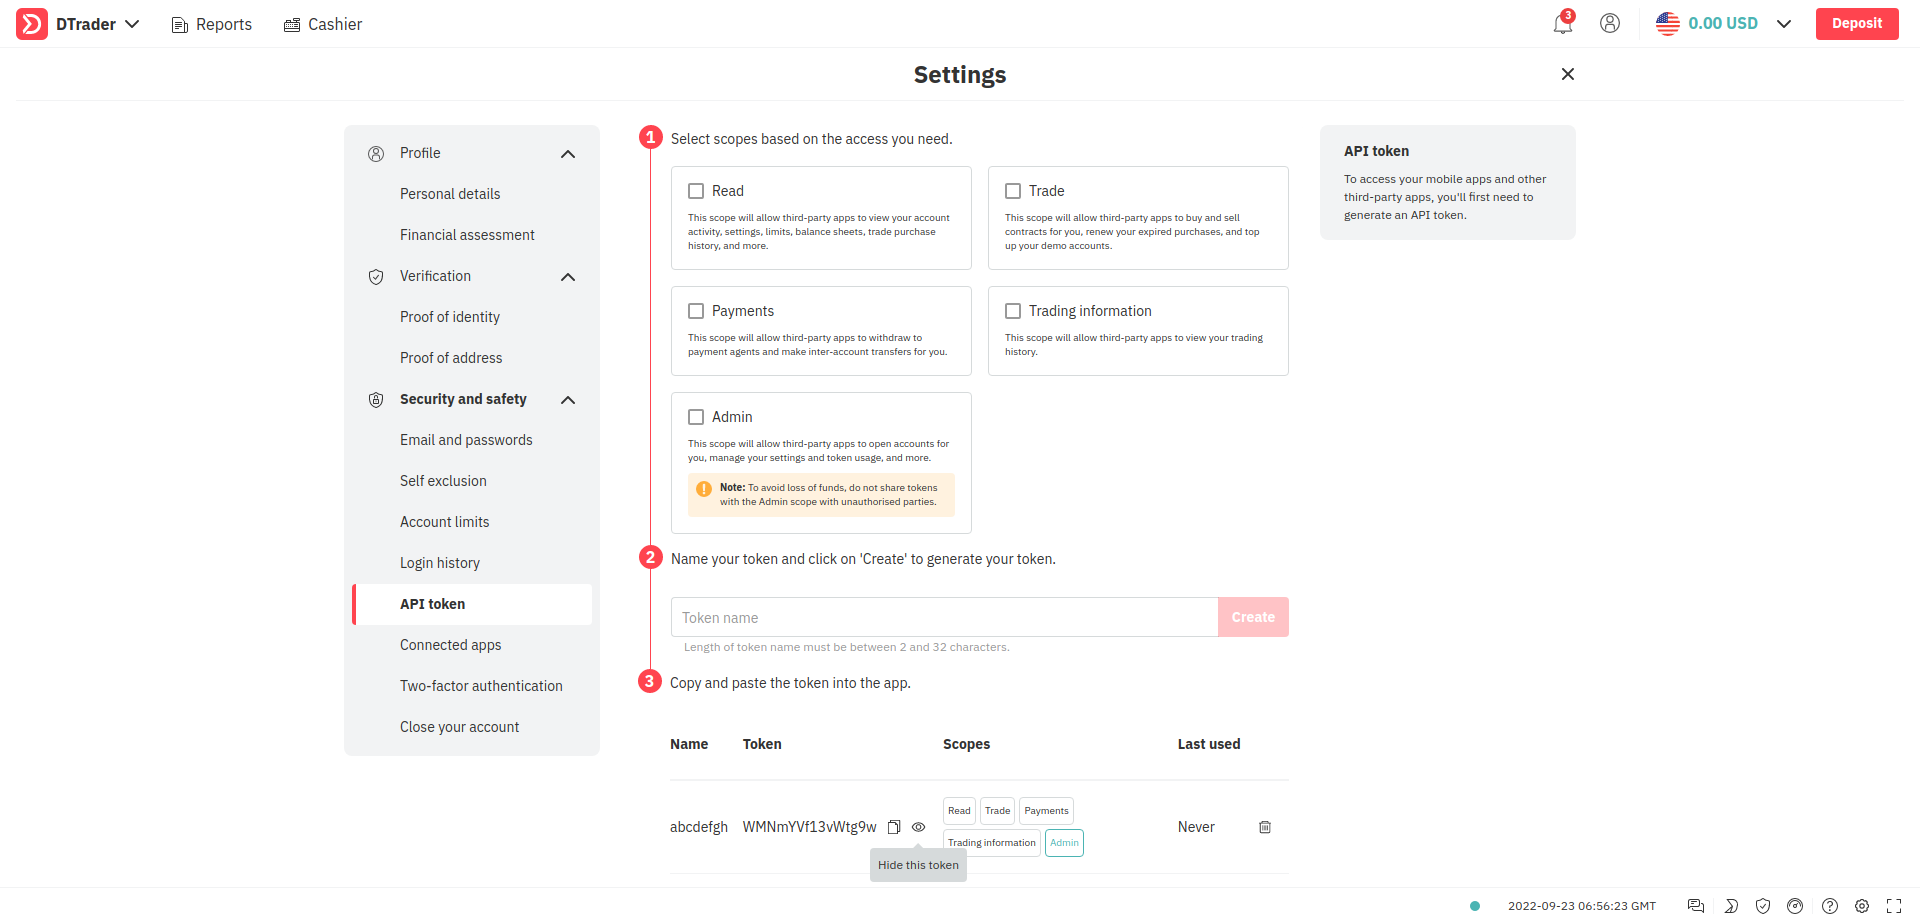 DTrader
Reports
Cashier
3
0.00 USD
Deposit
Settings
Profile
Personal details
Financial assessment
Verification
Proof of identity
Proof of address
Security and safety
Email and passwords
Self exclusion
Account limits
Login history
API token
Connected apps
Two-factor authentication
Close your account
1 Select scopes based on the access you need.
Read
This scope will allow third-party apps to view your account
activity, settings, limits, balance sheets, trade purchase
history, and more.
Trade
This scope will allow third-party apps to buy and sell
contracts for you, renew your expired purchases, and top
up your demo accounts.
Payments
This scope will allow third-party apps to withdraw to
payment agents and make inter-account transfers for you.
Trading information
This scope will allow third-party apps to view your trading
history.
Admin
This scope will allow third-party apps to open accounts for
you, manage your settings and token usage, and more.
Note: To avoid loss of funds, do not share tokens
with the Admin scope with unauthorised parties.
2 Name your token and click on 'Create' to generate your token.
Token name
Create
Length of token name must be between 2 and 32 characters.
3 Copy and paste the token into the app.
Name Token Scopes Last used
abcdefgh WMNmYVf13vWtg9w
Read Trade Payments
Trading information Admin
Never
Hide this token
API token
To access your mobile apps and other
third-party apps, you'll first need to
generate an API token.
2022-09-23 06:56:23 GMT